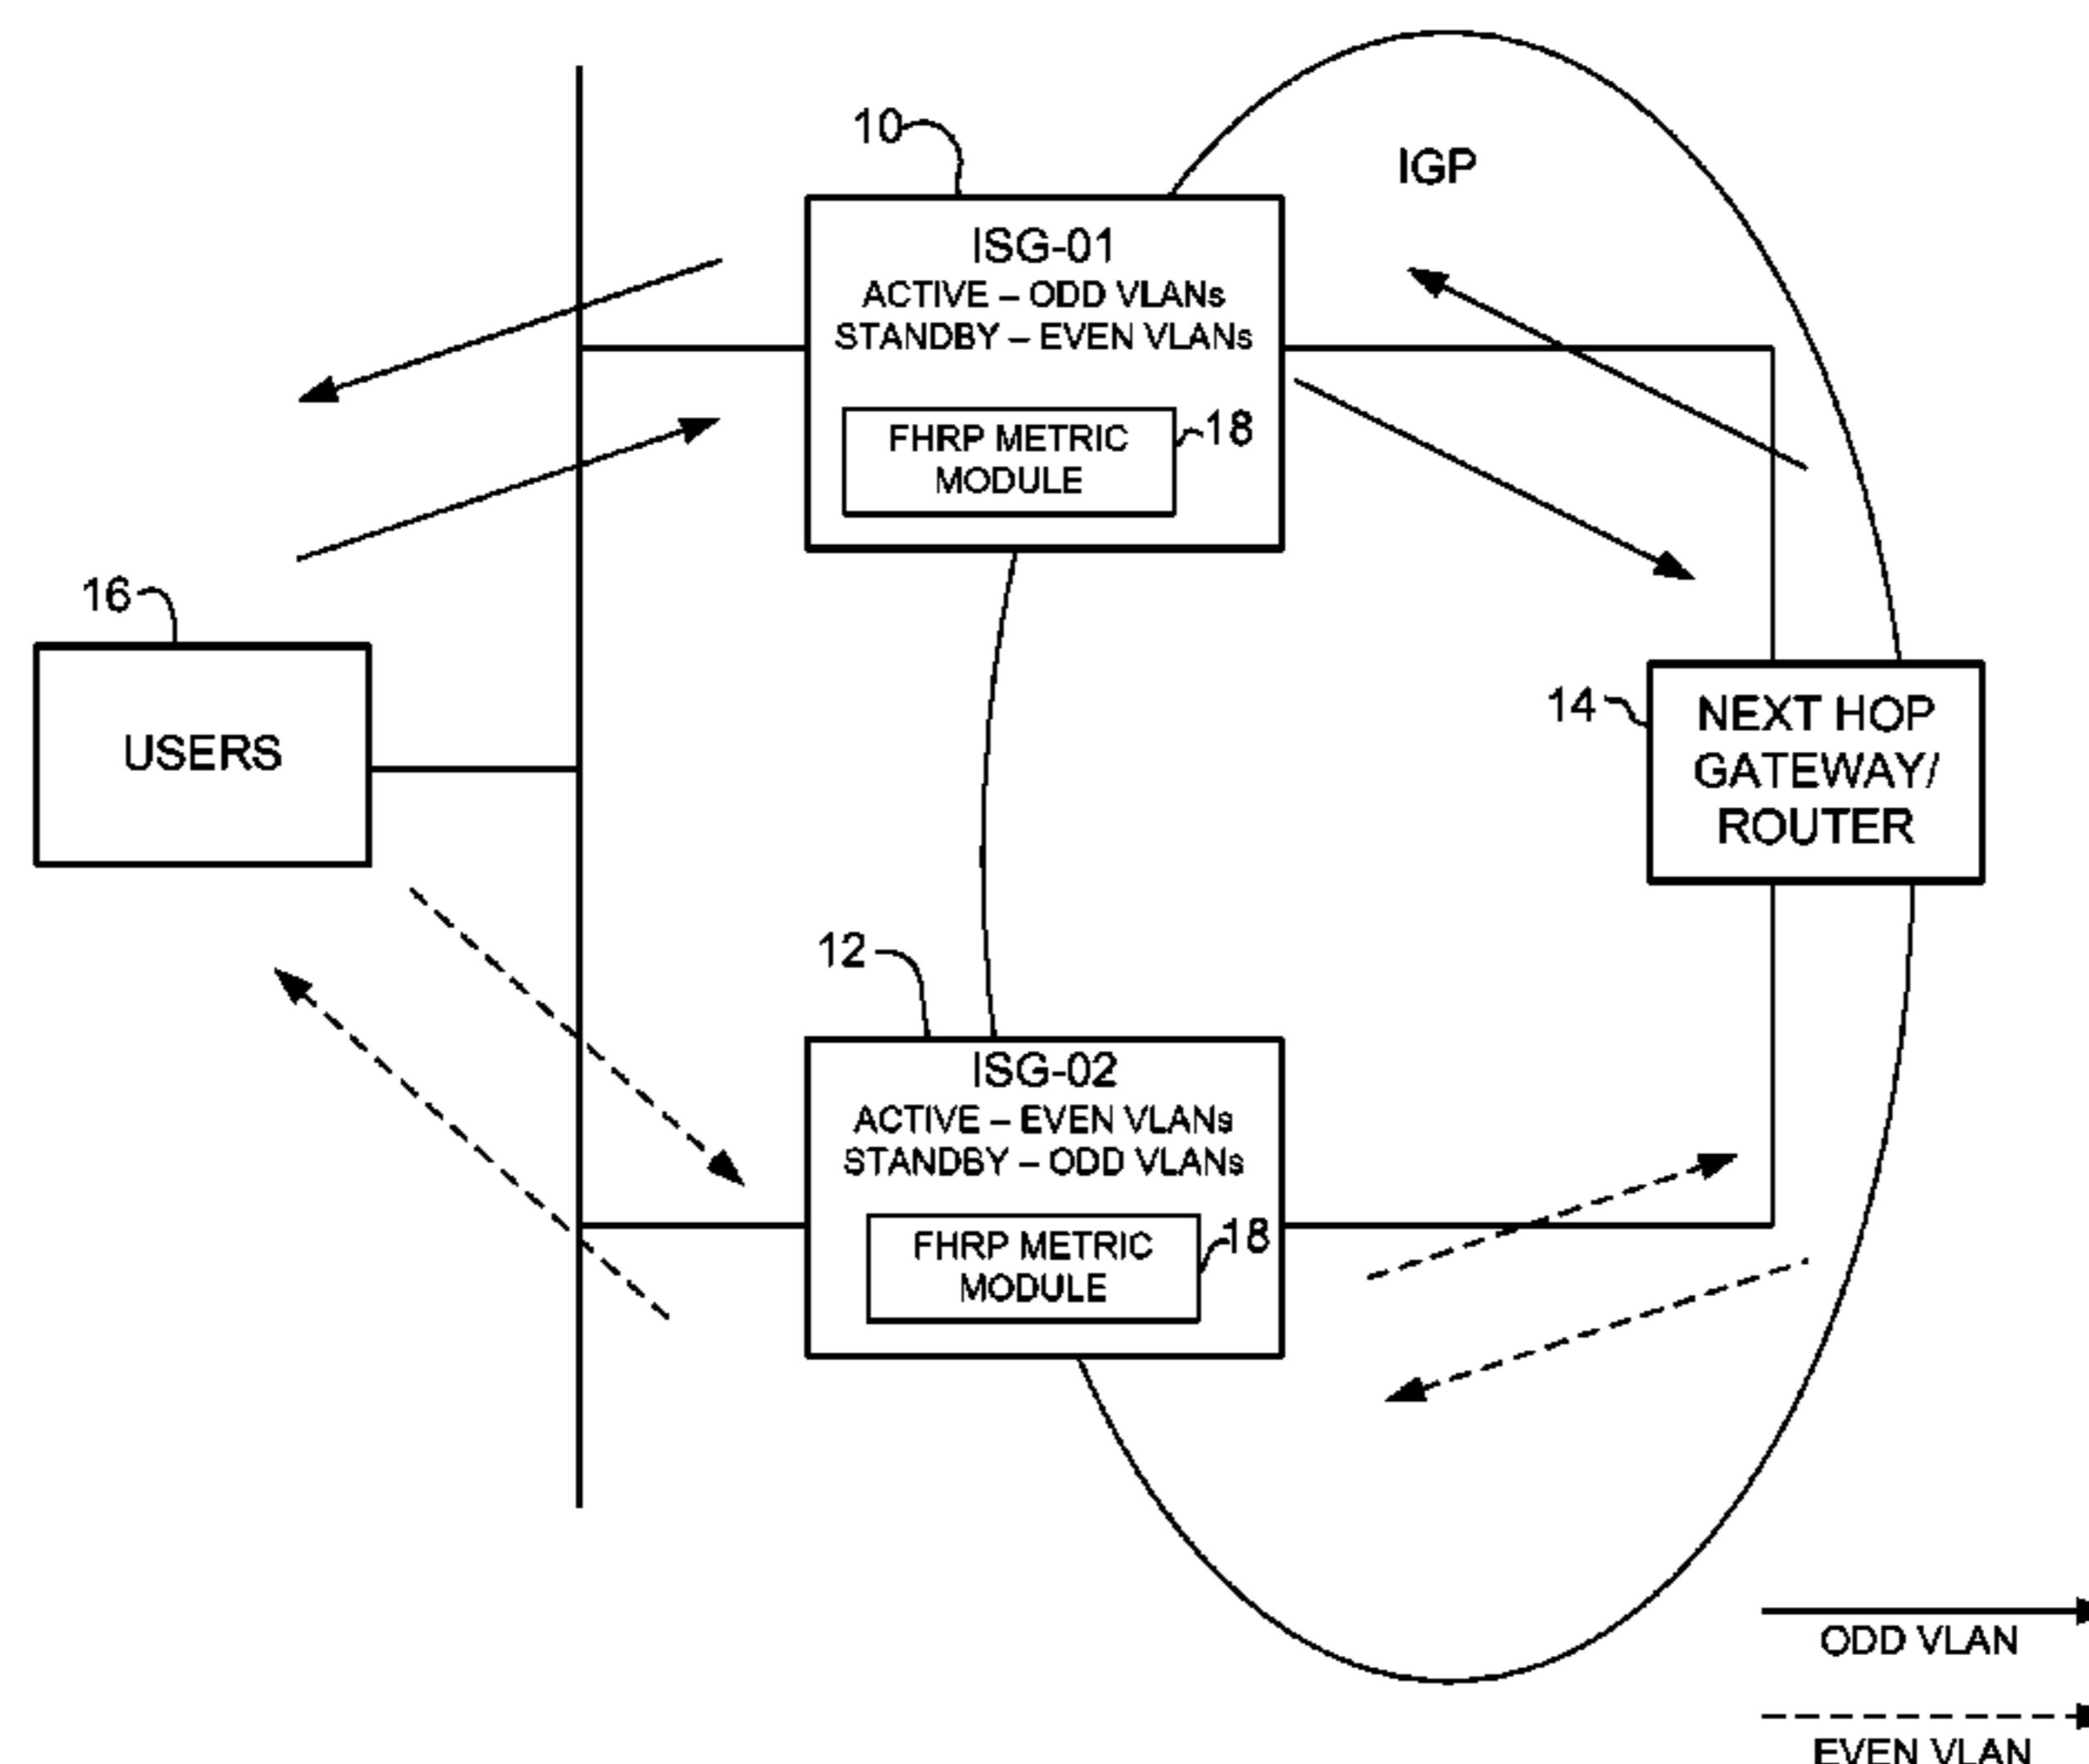 10
IGP
ISG-01
ACTIVE – ODD VLANs
STANDBY – EVEN VLANs
FHRP METRIC
MODULE
18
16
USERS
14
NEXT HOP
GATEWAY/
ROUTER
12
ISG-02
ACTIVE – EVEN VLANs
STANDBY – ODD VLANs
FHRP METRIC
MODULE
18
ODD VLAN
EVEN VLAN